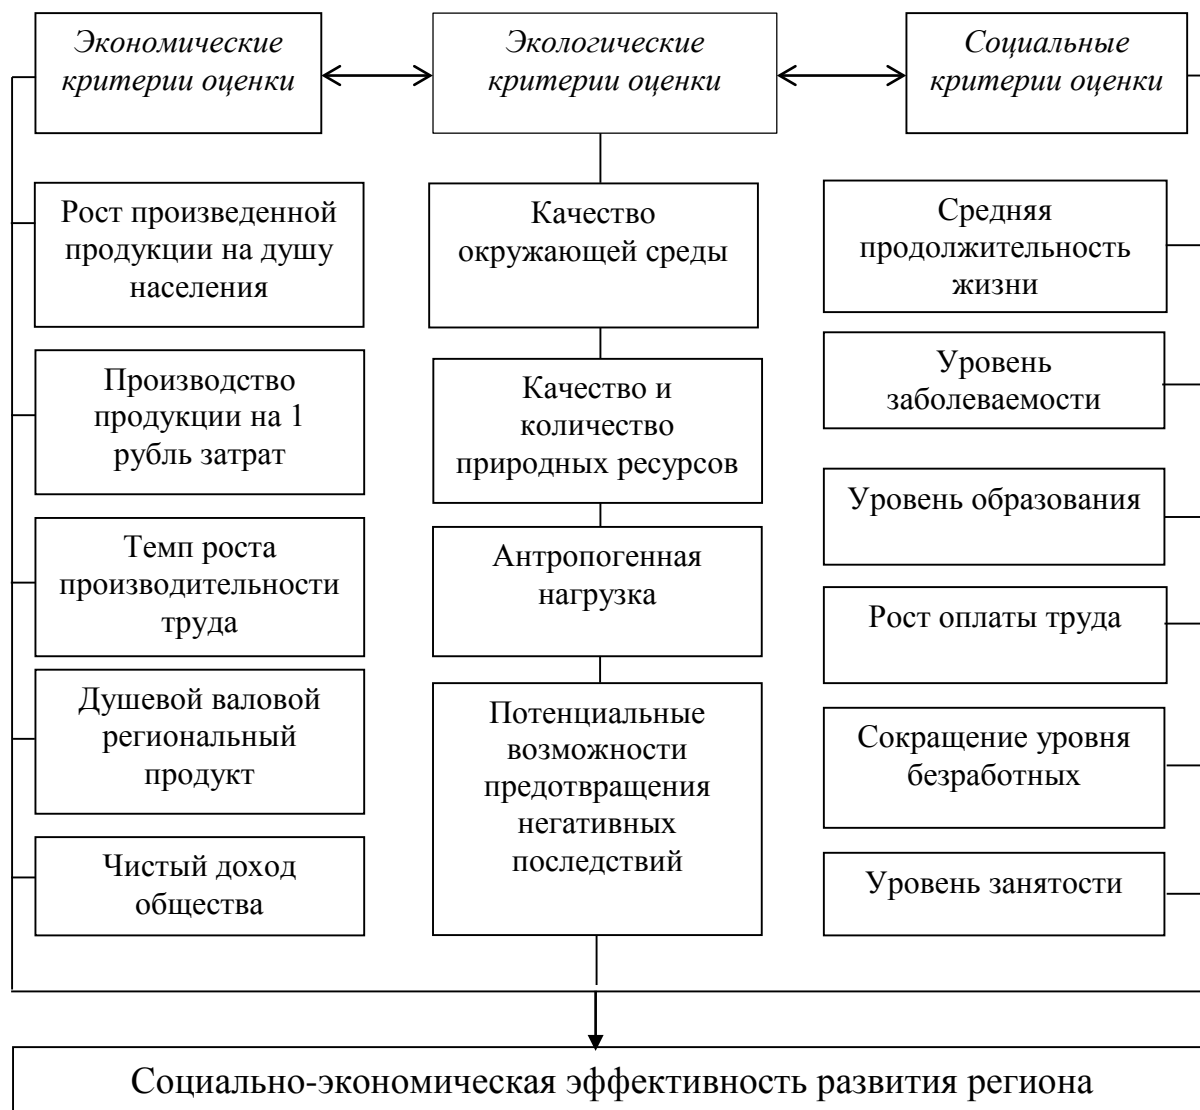 Экономические
критерии оценки
Экологические
критерии оценки
Социальные
критерии оценки
Рост произведенной
продукции на душу
населения
Производство
продукции на 1
рубль затрат
Темп роста
производительности
труда
Душевой валовой
региональный
продукт
Чистый доход
общества
Качество
окружающей среды
Качество и
количество
природных ресурсов
Антропогенная
нагрузка
Потенциальные
возможности
предотвращения
негативных
последствий
Средняя
продолжительность
жизни
Уровень
заболеваемости
Уровень образования
Рост оплаты труда
Сокращение уровня
безработных
Уровень занятости
Социально-экономическая эффективность развития региона